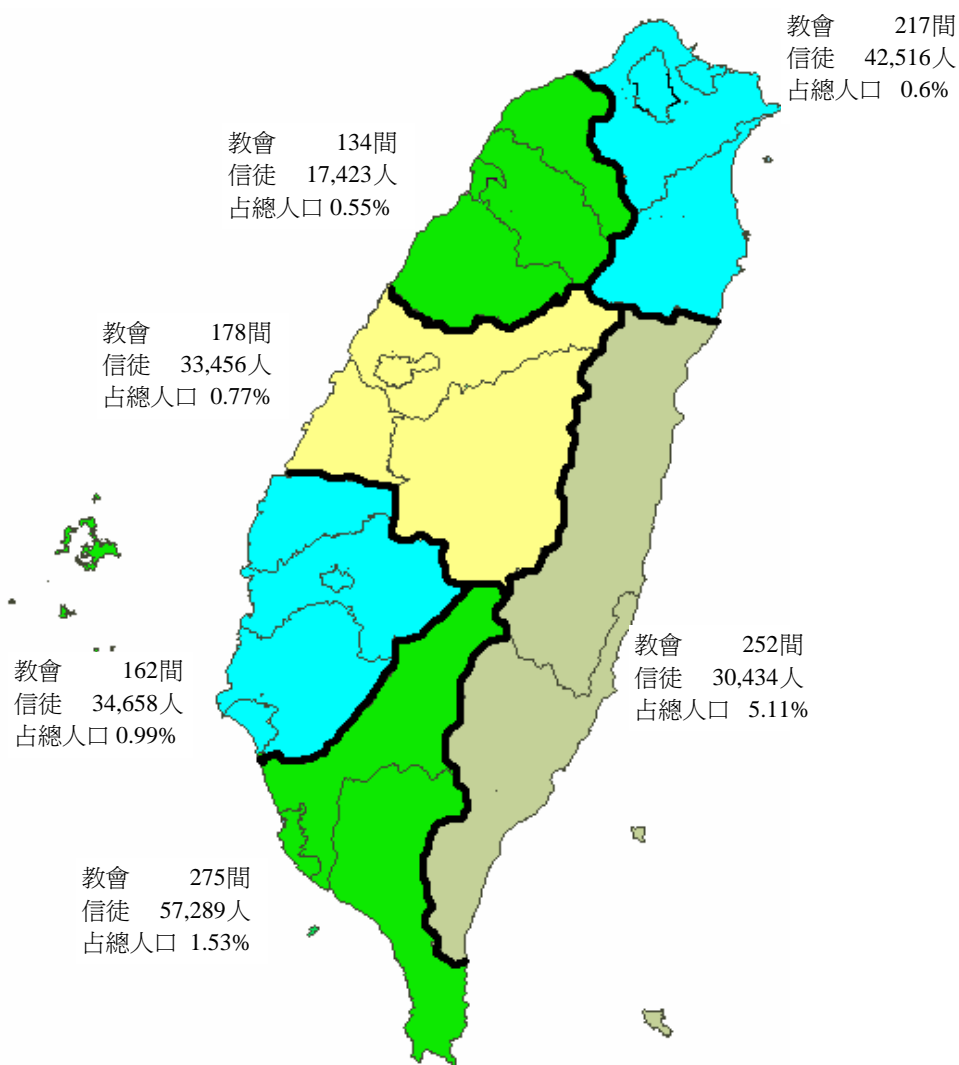 教會 217間
信徒 42,516人
占總人口 0.6%
教會 134間
信徒 17,423人
占總人口 0.55%
教會 178間
信徒 33,456人
占總人口 0.77%
教會 252間
信徒 30,434人
占總人口 5.11%
教會 162間
信徒 34,658人
占總人口 0.99%
教會 275間
信徒 57,289人
占總人口 1.53%